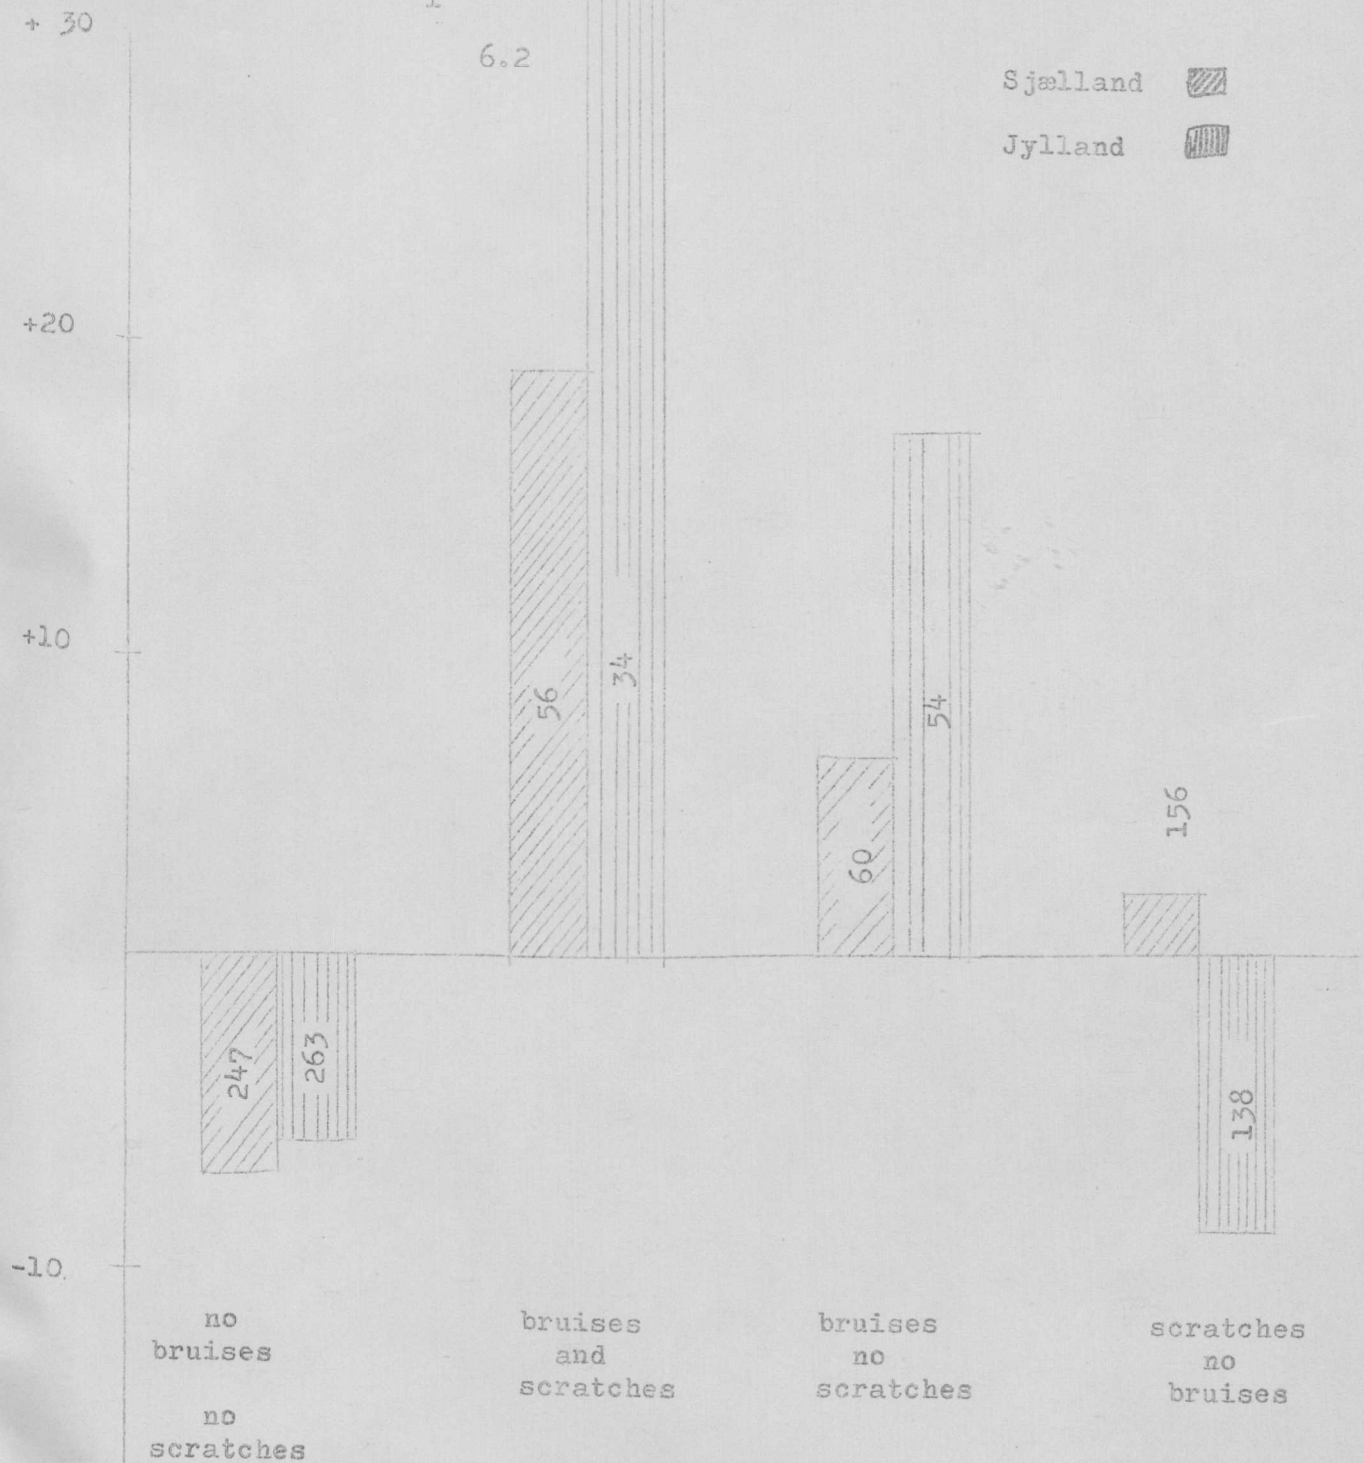 + 30
6.2
Sjælland
Jylland
+20
+10
56
34
60
54
156
247
263
138
-10
no
bruises
no
scratches
bruises
and
scratches
bruises
no
scratches
scratches
no
bruises